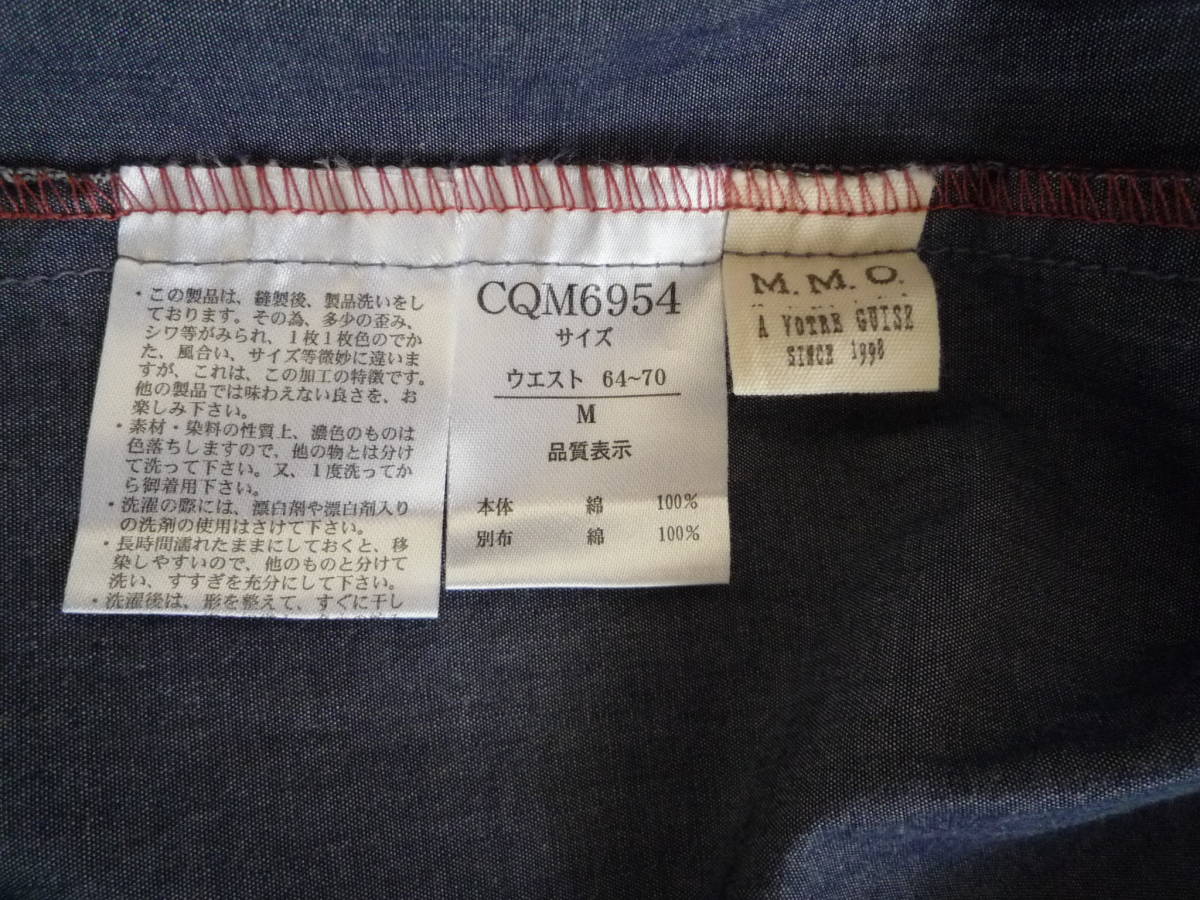 ・この製品は、縫製後、製品洗いをし
ております。その為、多少の歪み、
シワ等がみられ、1枚1枚色のでか
た、風合い、サイズ等微妙に違いま
すが、これは、この加工の特徴です。
他の製品では味わえない良さを、お
楽しみ下さい。
・素材・染料の性質上、濃色のものは
色落ちしますので、他の物とは分け
て洗って下さい。又、1度洗ってか
ら御着用下さい。
・洗濯の際には、漂白剤や漂白剤入り
の洗剤の使用はさけて下さい。
・長時間濡れたままにしておくと、移
染しやすいので、他のものと分けて
洗い、すすぎを充分にして下さい。
・洗濯後は、形を整えて、すぐに干し
CQM6954
サイズ
ウエスト 64~70
M
品質表示
本体 綿 100%
別布 綿 100%
M.M.O.
A VOTRE GUISE
SINCE 1998